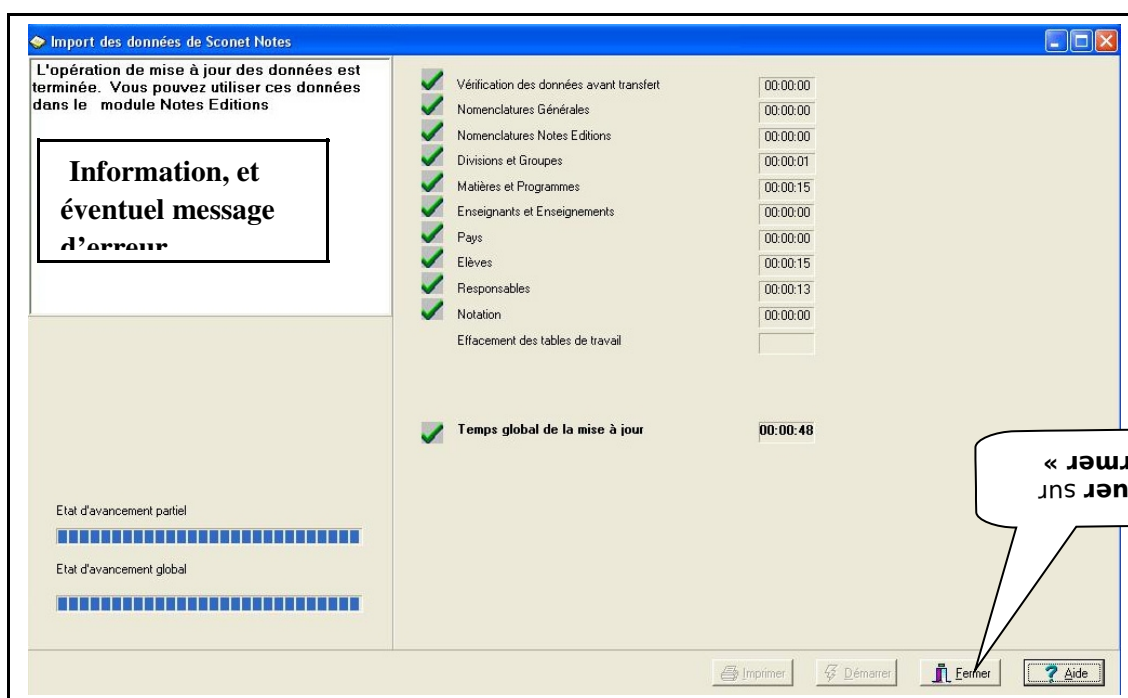 Import des données de Sconet Notes
L'opération de mise à jour des données est
terminée. Vous pouvez utiliser ces données
dans le module Notes Editions
Information, et
éventuel message
d'erreur
Vérification des données avant transfert 00:00:00
Nomenclatures Générales 00:00:00
Nomenclatures Notes Editions 00:00:00
Divisions et Groupes 00:00:01
Matières et Programmes 00:00:15
Enseignants et Enseignements 00:00:00
Pays 00:00:00
Elèves 00:00:15
Responsables 00:00:13
Notation 00:00:00
Effacement des tables de travail
Temps global de la mise à jour 00:00:48
sur
»
Etat d'avancement partiel
Etat d'avancement global
Imprimer Démarrer Fermer ? Aide